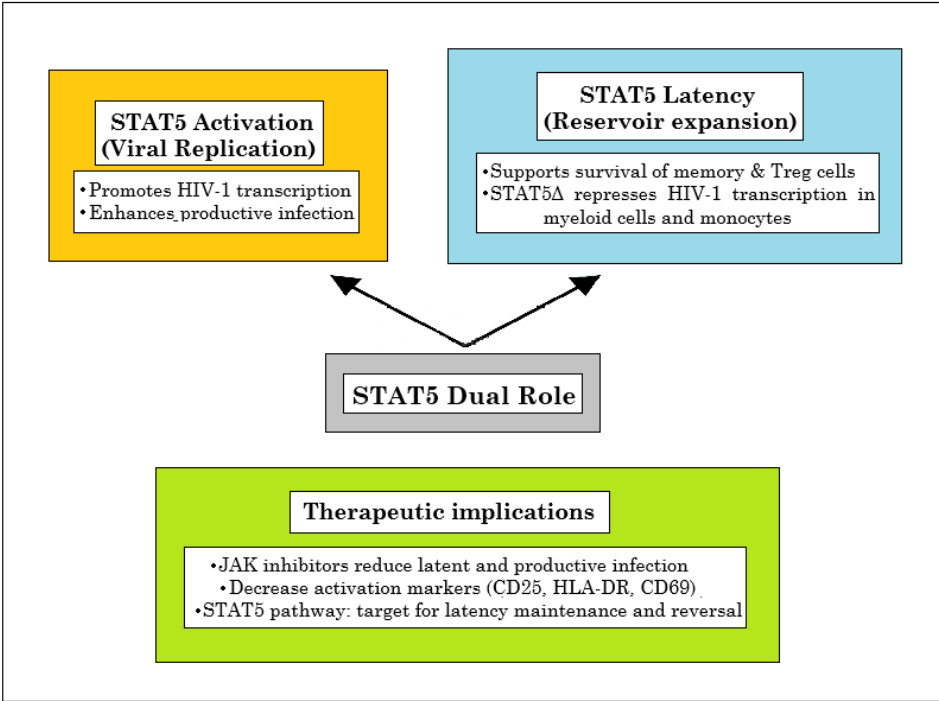 STAT5 Activation
(Viral Replication)
•Promotes HIV-1 transcription
•Enhances productive infection
STAT5 Latency
(Reservoir expansion)
•Supports survival of memory & Treg cells
•STAT5Δ represses HIV-1 transcription in
myeloid cells and monocytes
STAT5 Dual Role
Therapeutic implications
•JAK inhibitors reduce latent and productive infection
•Decrease activation markers (CD25, HLA-DR, CD69)
•STAT5 pathway: target for latency maintenance and reversal